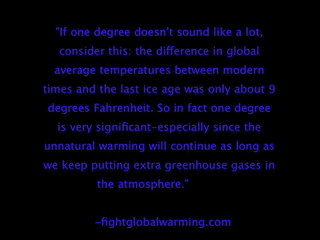 "If one degree doesn't sound like a lot,
consider this: the difference in global
average temperatures between modern
times and the last ice age was only about 9
degrees Fahrenheit. So in fact one degree
is very significant-especially since the
unnatural warming will continue as long as
we keep putting extra greenhouse gases in
the atmosphere."
-fightglobalwarming.com